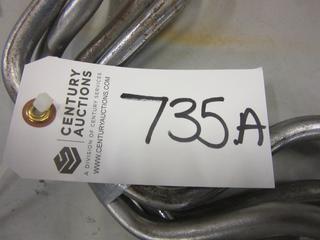 CENTURY
AUCTIONS
A DIVISION OF CENTURY SERVICES
WWW.CENTURYAUCTIONS.COM
735A